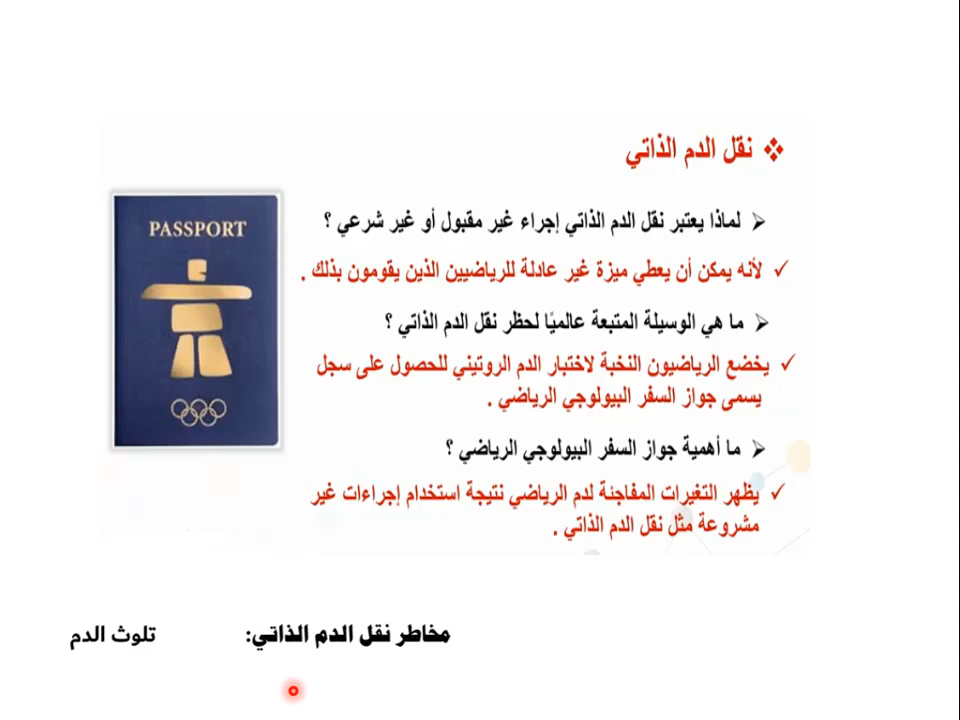 ❖ نقل الدم الذاتي
PASSPORT
➢ لماذا يعتبر نقل الدم الذاتي إجراء غير مقبول أو غير شرعي ؟
✓ لأنه يمكن أن يعطي ميزة غير عادلة للرياضيين الذين يقومون بذلك .
➢ ما هي الوسيلة المتبعة عالميًا لحظر نقل الدم الذاتي ؟
✓ يخضع الرياضيون النخبة لاختبار الدم الروتيني للحصول على سجل
يسمى جواز السفر البيولوجي الرياضي .
➢ ما أهمية جواز السفر البيولوجي الرياضي ؟
✓ يظهر التغيرات المفاجئة لدم الرياضي نتيجة استخدام إجراءات غير
مشروعة مثل نقل الدم الذاتي .
مخاطر نقل الدم الذاتي: تلوث الدم